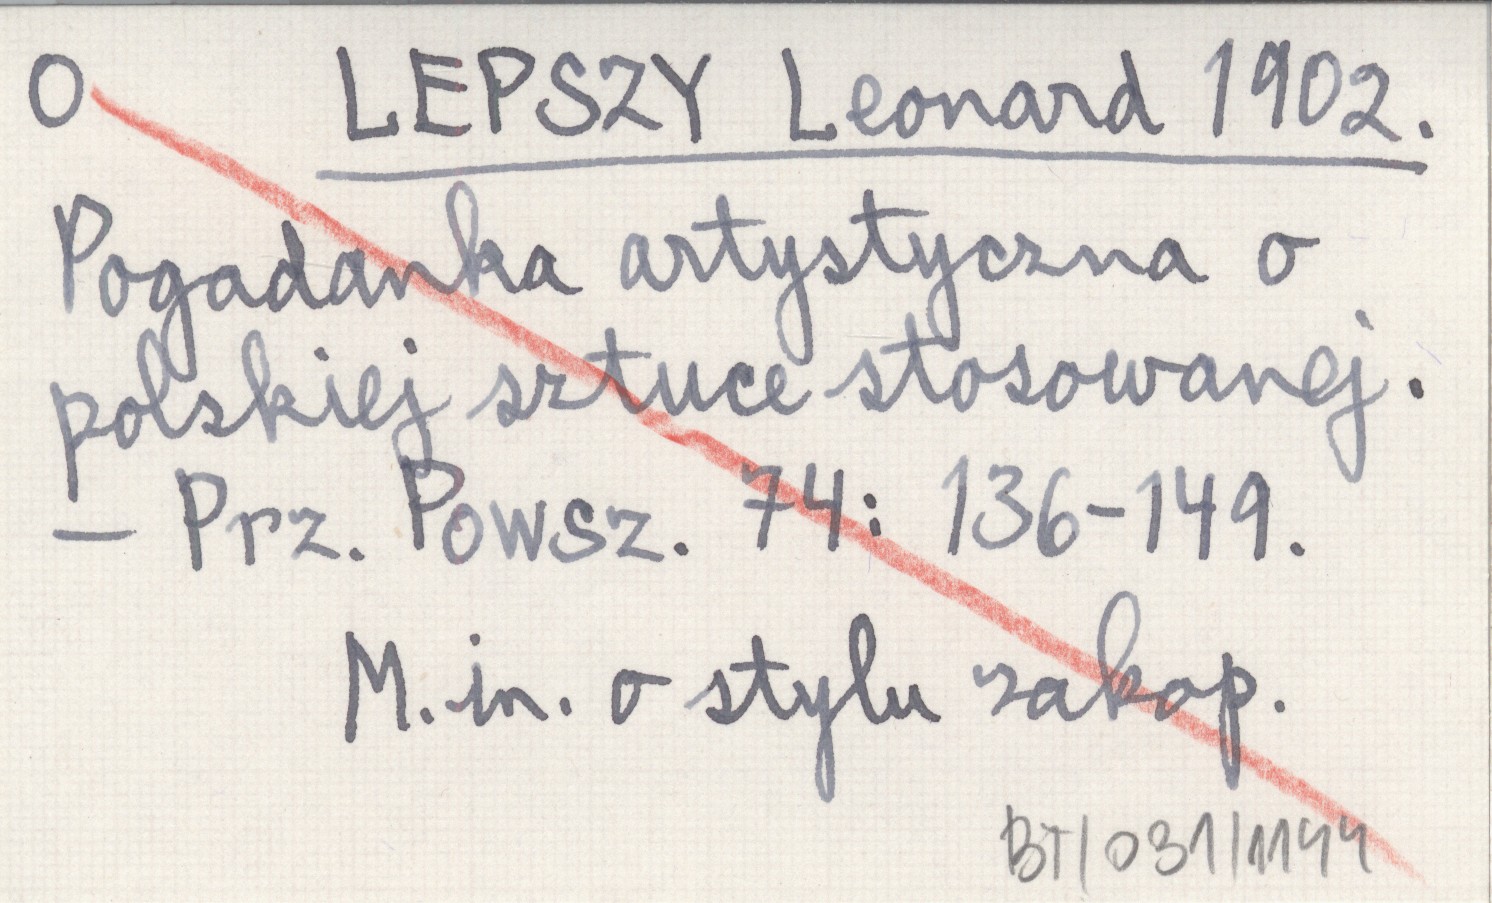 O LEPSZY Leonard 1902.
Pogadanka artystyczna o
polskiej sztuce stosowanej.
— Prz. Powsz. 74: 136-149.
M. in. o stylu zakop.
BT/031/1144